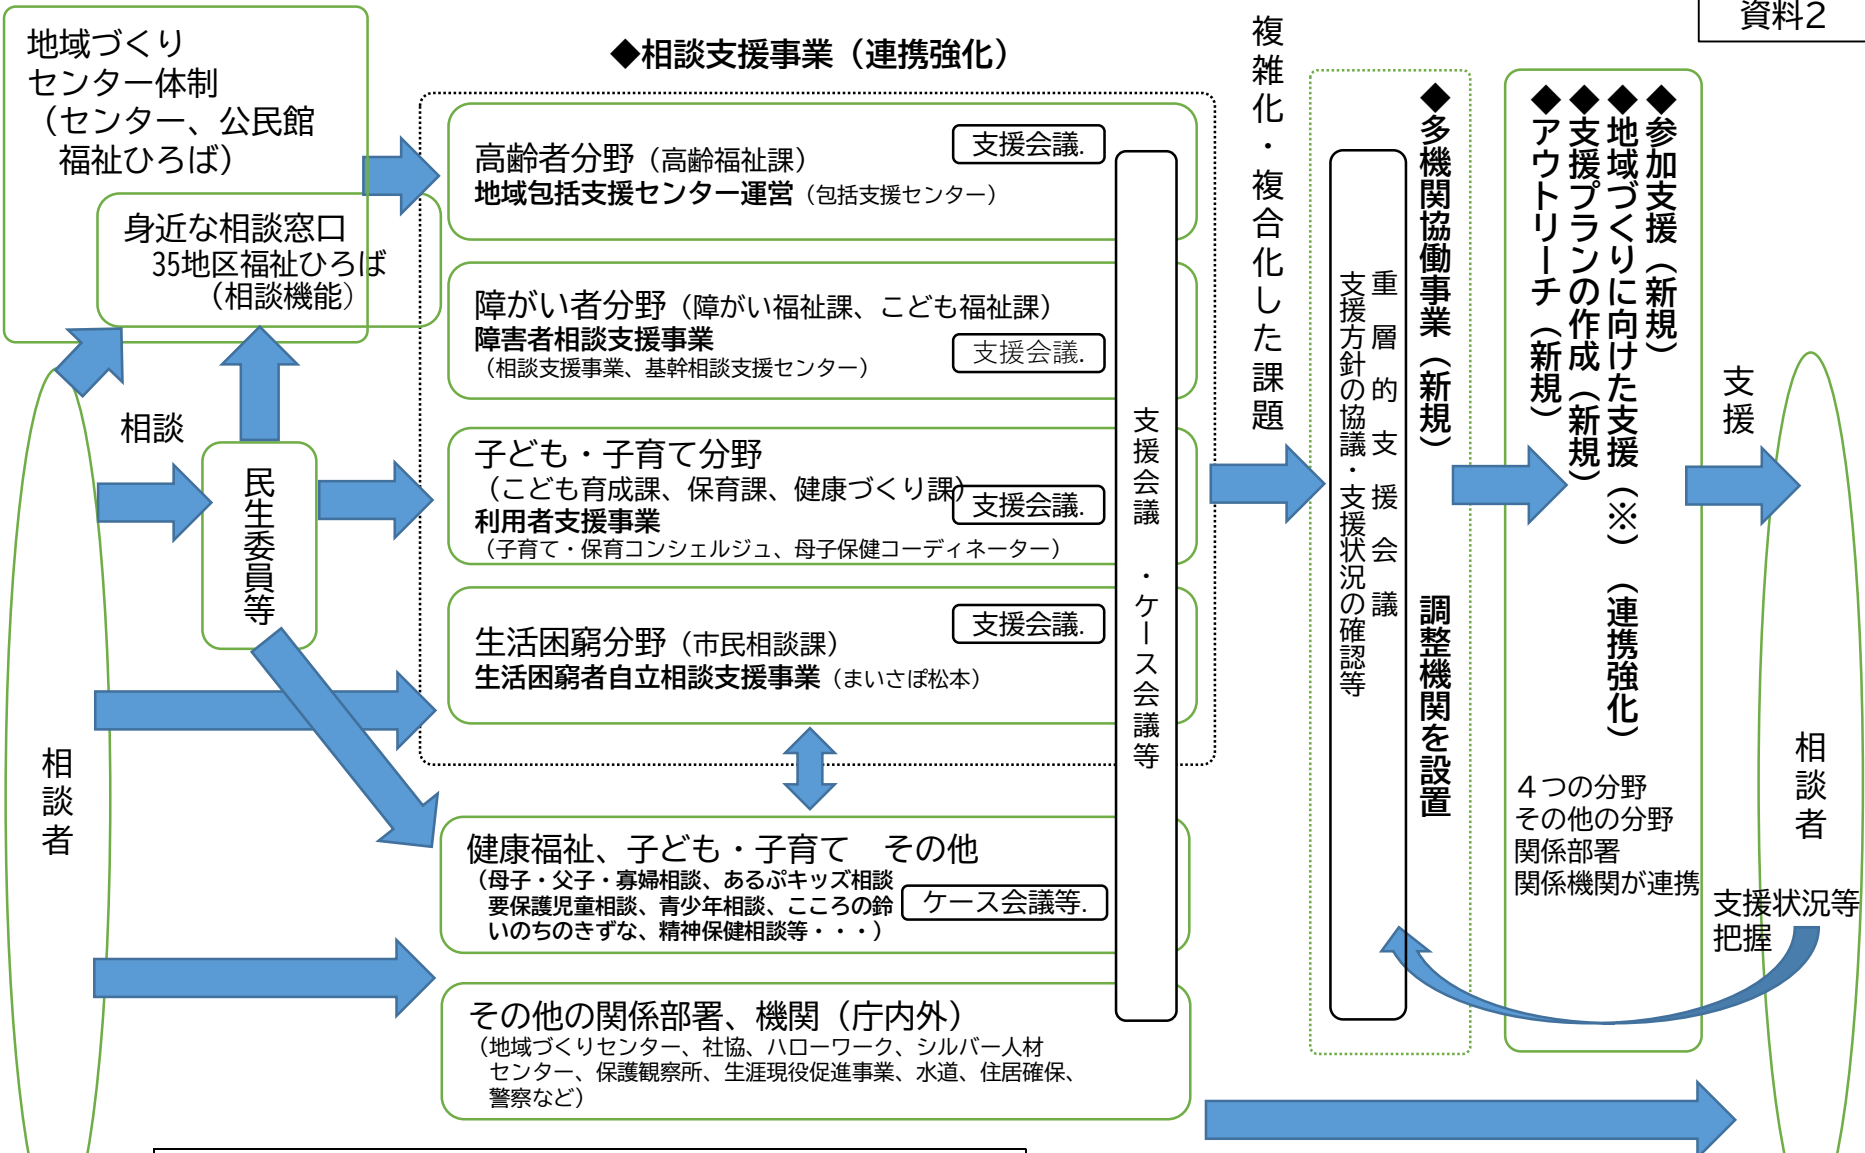 資料2
地域づくり
センター体制
（センター、公民館
福祉ひろば）
身近な相談窓口
35地区福祉ひろば
（相談機能）
相談
民生委員等
相談者
◆相談支援事業（連携強化）
高齢者分野（高齢福祉課）
地域包括支援センター運営（包括支援センター）
支援会議.
障がい者分野（障がい福祉課、こども福祉課）
障害者相談支援事業
（相談支援事業、基幹相談支援センター）
支援会議.
子ども・子育て分野
（こども育成課、保育課、健康づくり課）
利用者支援事業
（子育て・保育コンシェルジュ、母子保健コーディネーター）
支援会議.
生活困窮分野（市民相談課）
生活困窮者自立相談支援事業（まいさぽ松本）
支援会議.
健康福祉、子ども・子育て　その他
（母子・父子・寡婦相談、あるぷキッズ相談
要保護児童相談、青少年相談、こころの鈴
いのちのきずな、精神保健相談等・・・）
ケース会議等.
その他の関係部署、機関（庁内外）
（地域づくりセンター、社協、ハローワーク、シルバー人材
センター、保護観察所、生涯現役促進事業、水道、住居確保、
警察など）
支援会議　・ケース会議等
複雑化・複合化した課題
◆多機関協働事業（新規）　調整機関を設置
重層的支援会議
支援方針の協議・支援状況の確認等
◆参加支援（新規）
◆地域づくりに向けた支援（※）（連携強化）
◆支援プランの作成（新規）
◆アウトリーチ（新規）
４つの分野
その他の分野
関係部署
関係機関が連携
支援
相談者
支援状況等
把握